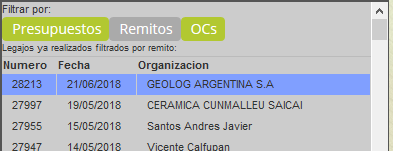 Filtrar por:
Presupuestos Remitos OCs
Legajos ya realizados filtrados por remito:
Numero Fecha Organizacion
28213 21/06/2018 GEOLOG ARGENTINA S.A
27997 19/05/2018 CERAMICA CUNMALLEU SAICAI
27955 15/05/2018 Santos Andres Javier
27947 14/05/2018 Vicente Calfupan